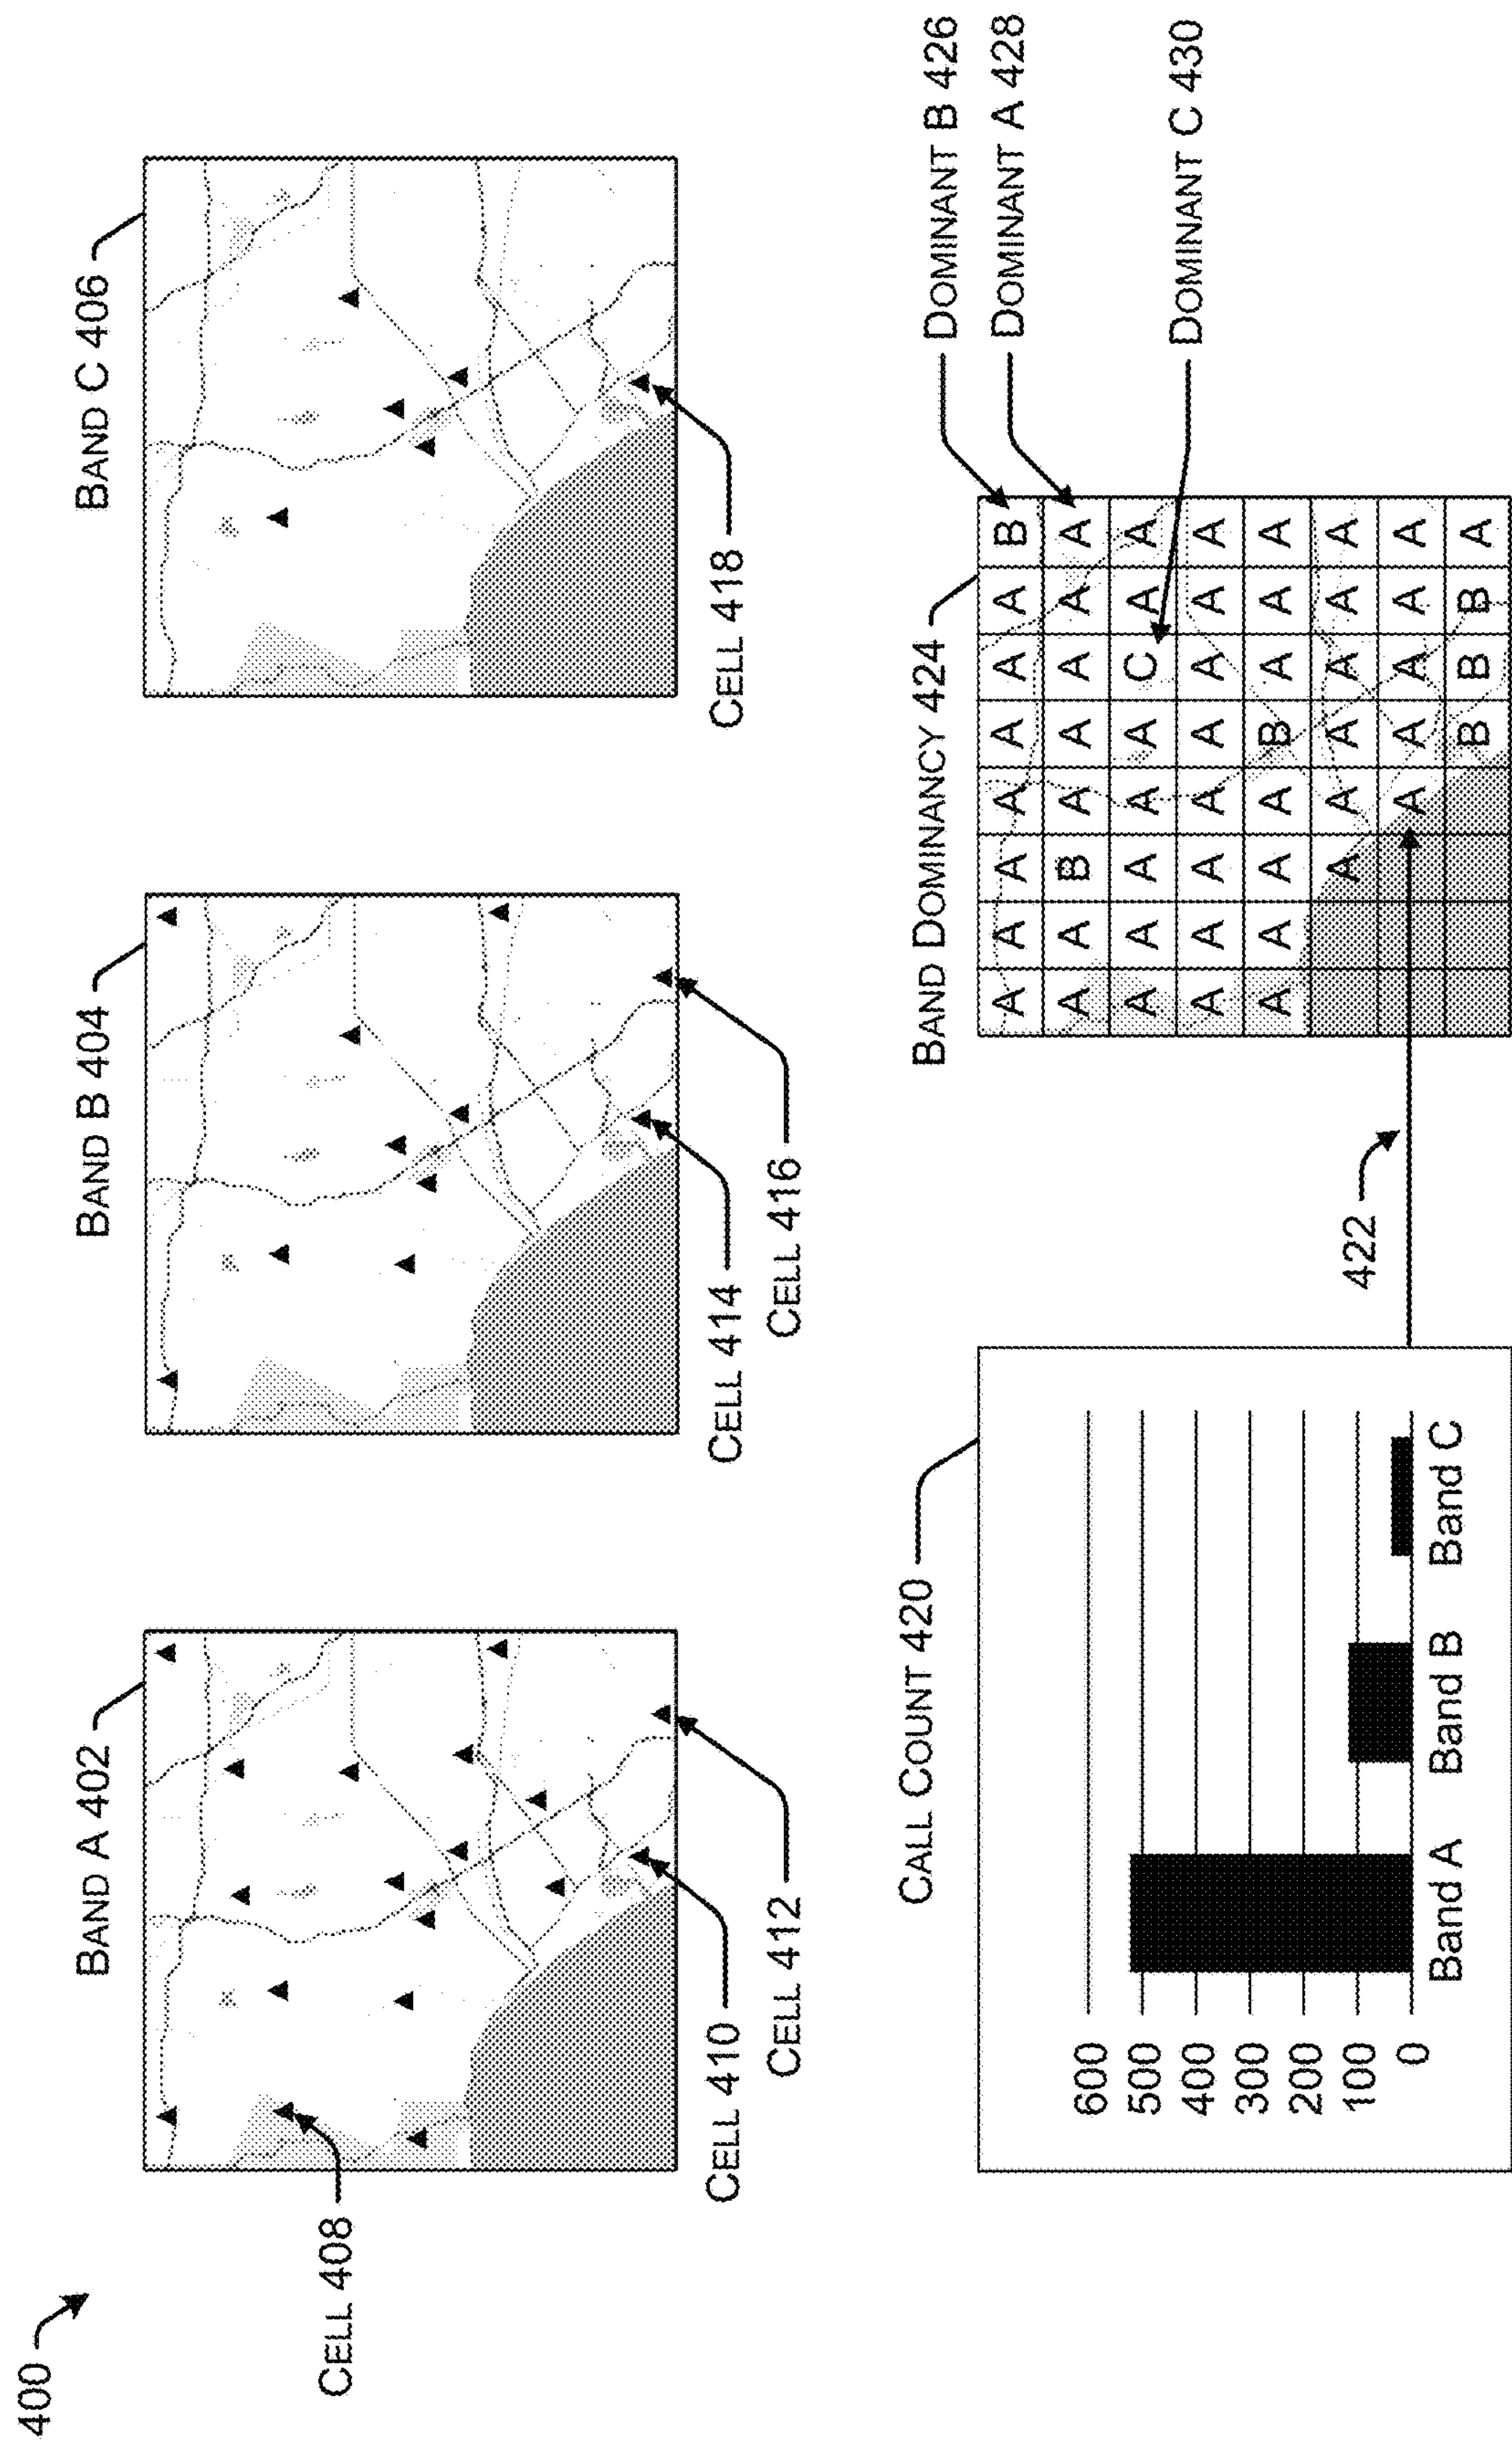 400
BAND A 402
BAND B 404
BAND C 406
CELL 408
CELL 410
CELL 412
CELL 414
CELL 416
CELL 418
CALL COUNT 420
600
500
400
300
200
100
0
Band A Band B Band C
422
BAND DOMINANCY 424
A A A A A A A B
A A B A A A A A
A A A A A C A A
A A A A A A A A
A A A A B A A A
A A A A A A
A A A A A
B B B A
DOMINANT B 426
DOMINANT A 428
DOMINANT C 430